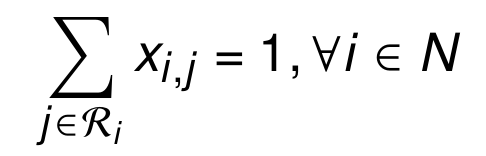 ∑_{j∈ℛ_i} x_{i,j} = 1, ∀i ∈ N